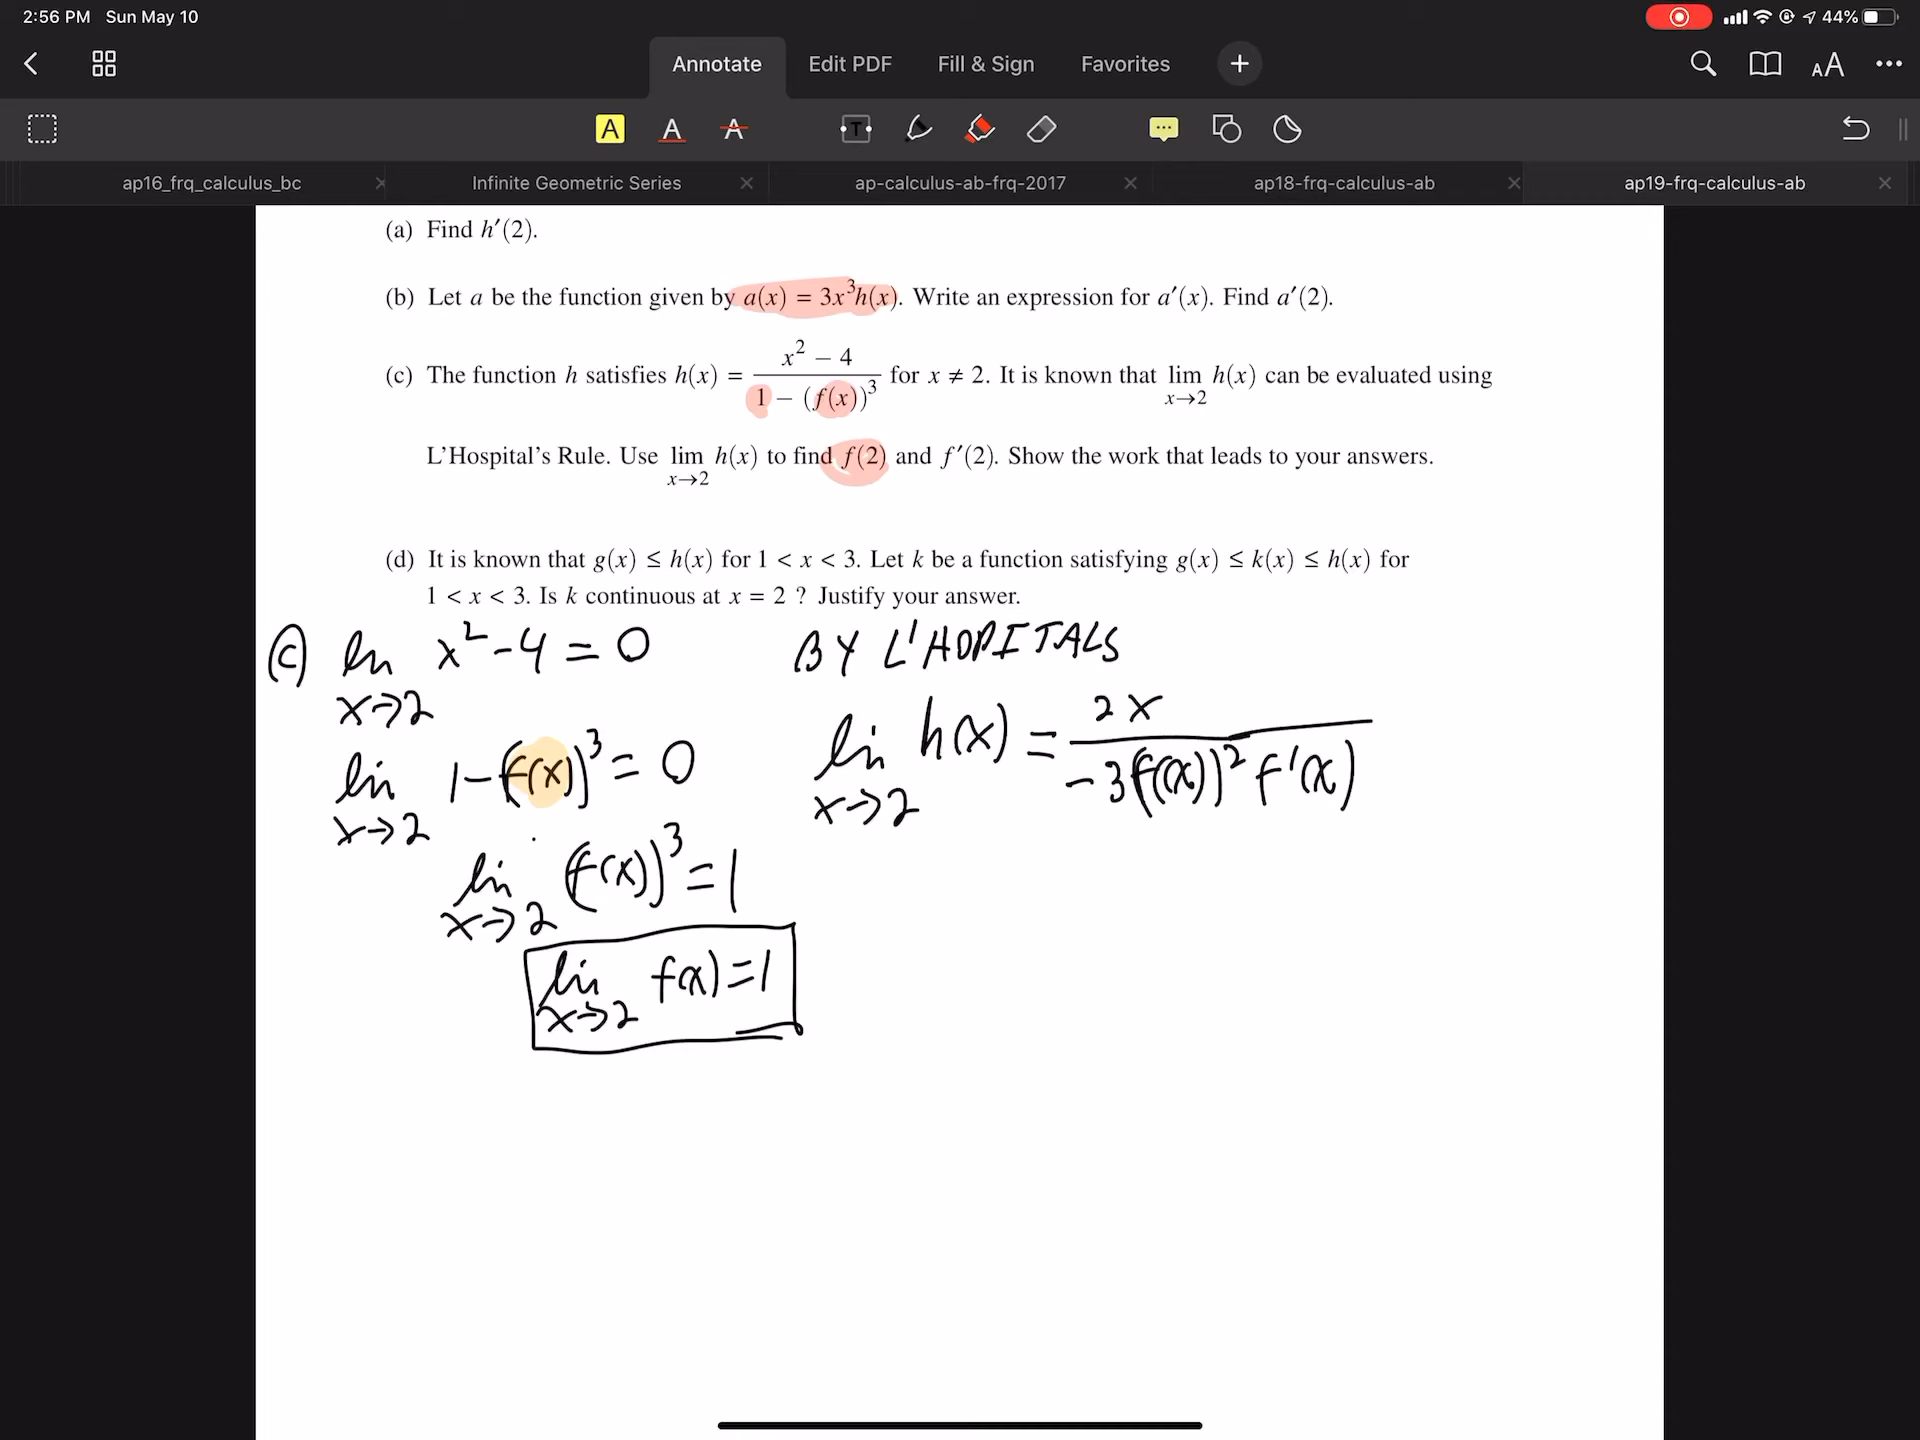 2:56 PM Sun May 10
44%
Annotate Edit PDF Fill & Sign Favorites
AA
A A A T
ap16_frq_calculus_bc Infinite Geometric Series ap-calculus-ab-frq-2017 ap18-frq-calculus-ab ap19-frq-calculus-ab
(a) Find h′(2).
(b) Let a be the function given by a(x) = 3x³h(x). Write an expression for a′(x). Find a′(2).
(c) The function h satisfies h(x) = (x² − 4)/(1 − (f(x))³) for x ≠ 2. It is known that lim x→2 h(x) can be evaluated using
L’Hospital’s Rule. Use lim x→2 h(x) to find f(2) and f′(2). Show the work that leads to your answers.
(d) It is known that g(x) ≤ h(x) for 1 < x < 3. Let k be a function satisfying g(x) ≤ k(x) ≤ h(x) for
1 < x < 3. Is k continuous at x = 2 ? Justify your answer.
(c) lim x→2 x²-4 = 0
lim x→2 1-(f(x))³ = 0
lim x→2 (f(x))³ = 1
lim x→2 f(x) = 1
BY L'HOPITALS
lim x→2 h(x) = 2x/(-3(f(x))² f'(x))